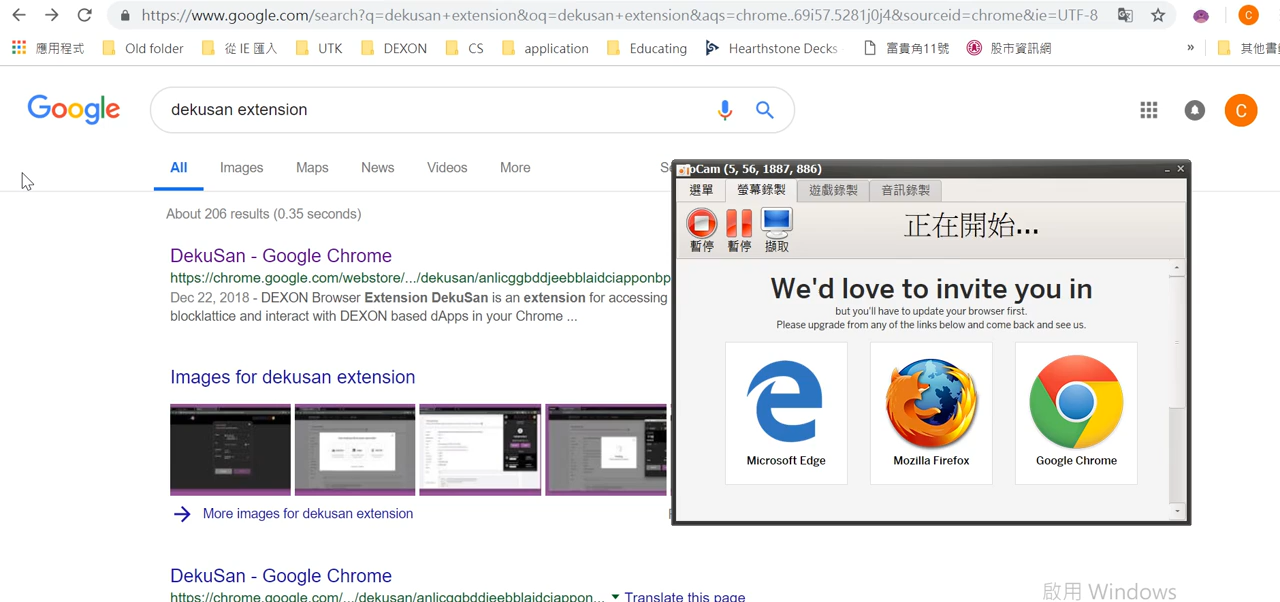 https://www.google.com/search?q=dekusan+extension&oq=dekusan+extension&aqs=chrome..69i57.5281j0j4&sourceid=chrome&ie=UTF-8
C
應用程式 Old folder 從 IE 匯入 UTK DEXON CS application Educating Hearthstone Decks 富貴角11號 股市資訊網 » 其他書
Google
dekusan extension
C
All Images Maps News Videos More
About 206 results (0.35 seconds)
DekuSan - Google Chrome
https://chrome.google.com/webstore/.../dekusan/anlicggbddjeebblaidciapponbp
Dec 22, 2018 - DEXON Browser Extension DekuSan is an extension for accessing
blocklattice and interact with DEXON based dApps in your Chrome ...
Images for dekusan extension
More images for dekusan extension
DekuSan - Google Chrome
https://chrome.google.com/.../dekusan/anlicggbddjeebblaidciappon... Translate this page
oCam (5, 56, 1887, 886)
選單 螢幕錄製 遊戲錄製 音訊錄製
暫停 暫停 擷取
正在開始...
We'd love to invite you in
but you'll have to update your browser first.
Please upgrade from any of the links below and come back and see us.
Microsoft Edge Mozilla Firefox Google Chrome
啟用 Windows